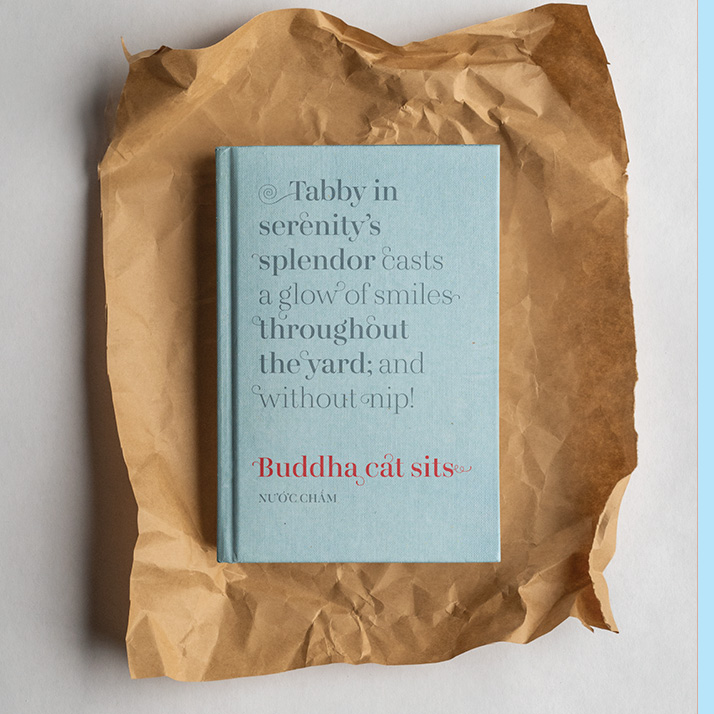 Tabby in
serenity's
splendor casts
a glow of smiles
throughout
the yard; and
without nip!
Buddha cat sits
NƯỚC CHẤM